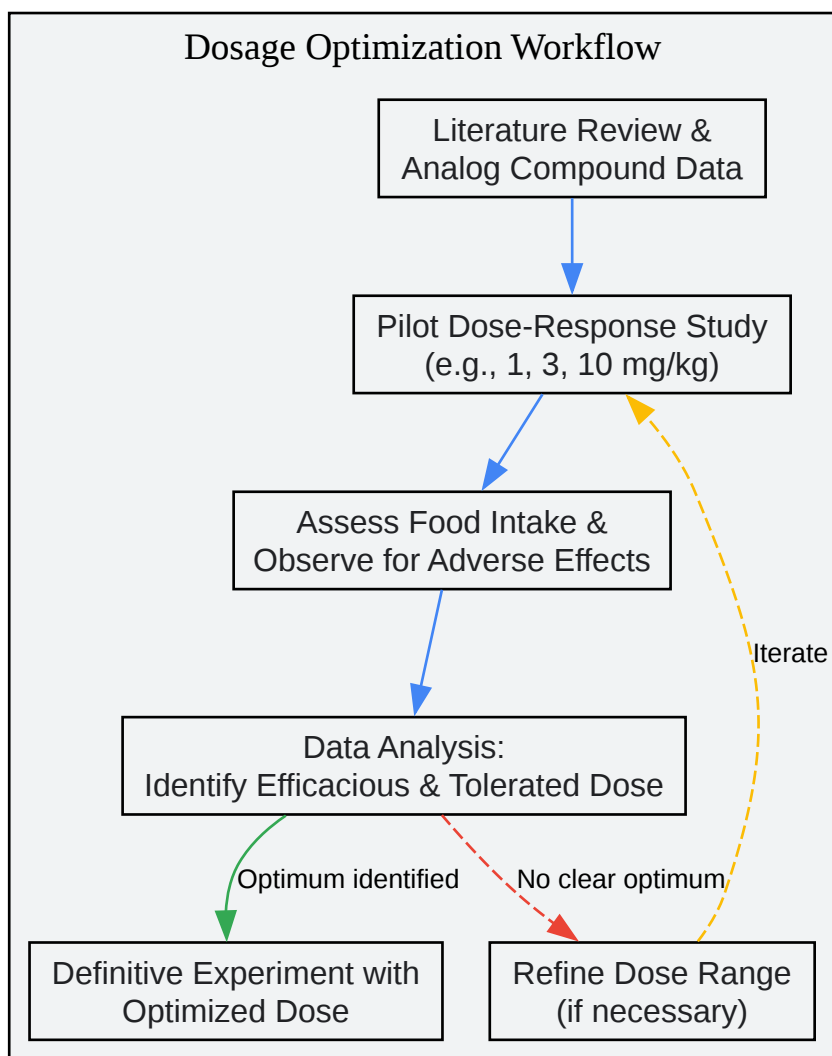 Dosage Optimization Workflow
Literature Review &
Analog Compound Data
Pilot Dose-Response Study
(e.g., 1, 3, 10 mg/kg)
Assess Food Intake &
Observe for Adverse Effects
Iterate
Data Analysis:
Identify Efficacious & Tolerated Dose
Optimum identified
No clear optimum
Definitive Experiment with
Optimized Dose
Refine Dose Range
(if necessary)